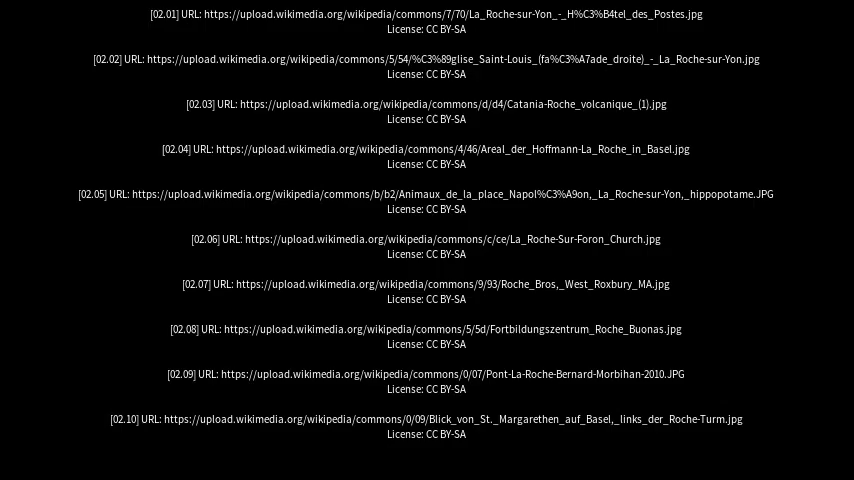 [02.01] URL: https://upload.wikimedia.org/wikipedia/commons/7/70/La_Roche-sur-Yon_-_H%C3%B4tel_des_Postes.jpg
License: CC BY-SA
[02.02] URL: https://upload.wikimedia.org/wikipedia/commons/5/54/%C3%89glise_Saint-Louis_(fa%C3%A7ade_droite)_-_La_Roche-sur-Yon.jpg
License: CC BY-SA
[02.03] URL: https://upload.wikimedia.org/wikipedia/commons/d/d4/Catania-Roche_volcanique_(1).jpg
License: CC BY-SA
[02.04] URL: https://upload.wikimedia.org/wikipedia/commons/4/46/Areal_der_Hoffmann-La_Roche_in_Basel.jpg
License: CC BY-SA
[02.05] URL: https://upload.wikimedia.org/wikipedia/commons/b/b2/Animaux_de_la_place_Napol%C3%A9on,_La_Roche-sur-Yon,_hippopotame.JPG
License: CC BY-SA
[02.06] URL: https://upload.wikimedia.org/wikipedia/commons/c/ce/La_Roche-Sur-Foron_Church.jpg
License: CC BY-SA
[02.07] URL: https://upload.wikimedia.org/wikipedia/commons/9/93/Roche_Bros,_West_Roxbury_MA.jpg
License: CC BY-SA
[02.08] URL: https://upload.wikimedia.org/wikipedia/commons/5/5d/Fortbildungszentrum_Roche_Buonas.jpg
License: CC BY-SA
[02.09] URL: https://upload.wikimedia.org/wikipedia/commons/0/07/Pont-La-Roche-Bernard-Morbihan-2010.JPG
License: CC BY-SA
[02.10] URL: https://upload.wikimedia.org/wikipedia/commons/0/09/Blick_von_St._Margarethen_auf_Basel,_links_der_Roche-Turm.jpg
License: CC BY-SA